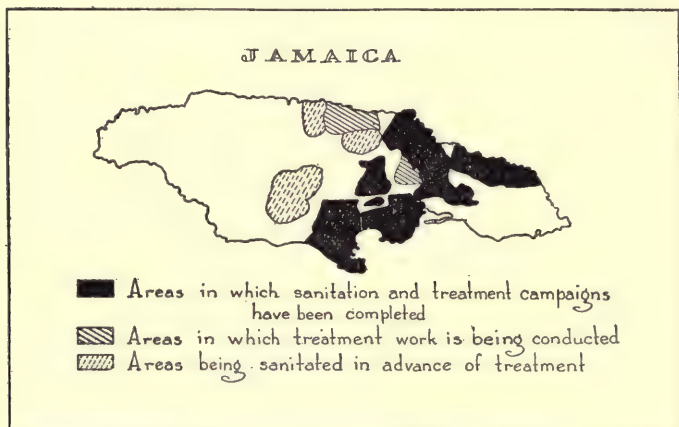 JAMAICA
Areas in which sanitation and treatment campaigns
have been completed
Areas in which treatment work is being conducted
Areas being sanitated in advance of treatment